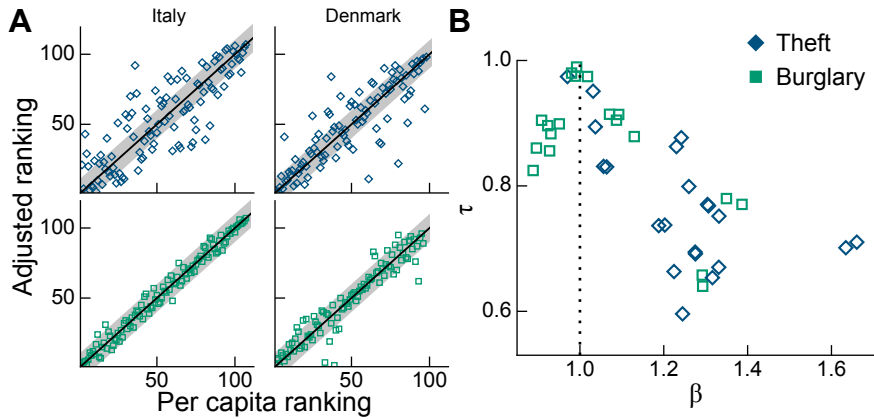 A
Italy
Denmark
Adjusted ranking
100
50
100
50
50
100
50
100
Per capita ranking
B
Theft
Burglary
1.0
0.8
0.6
τ
1.0
1.2
1.4
1.6
β